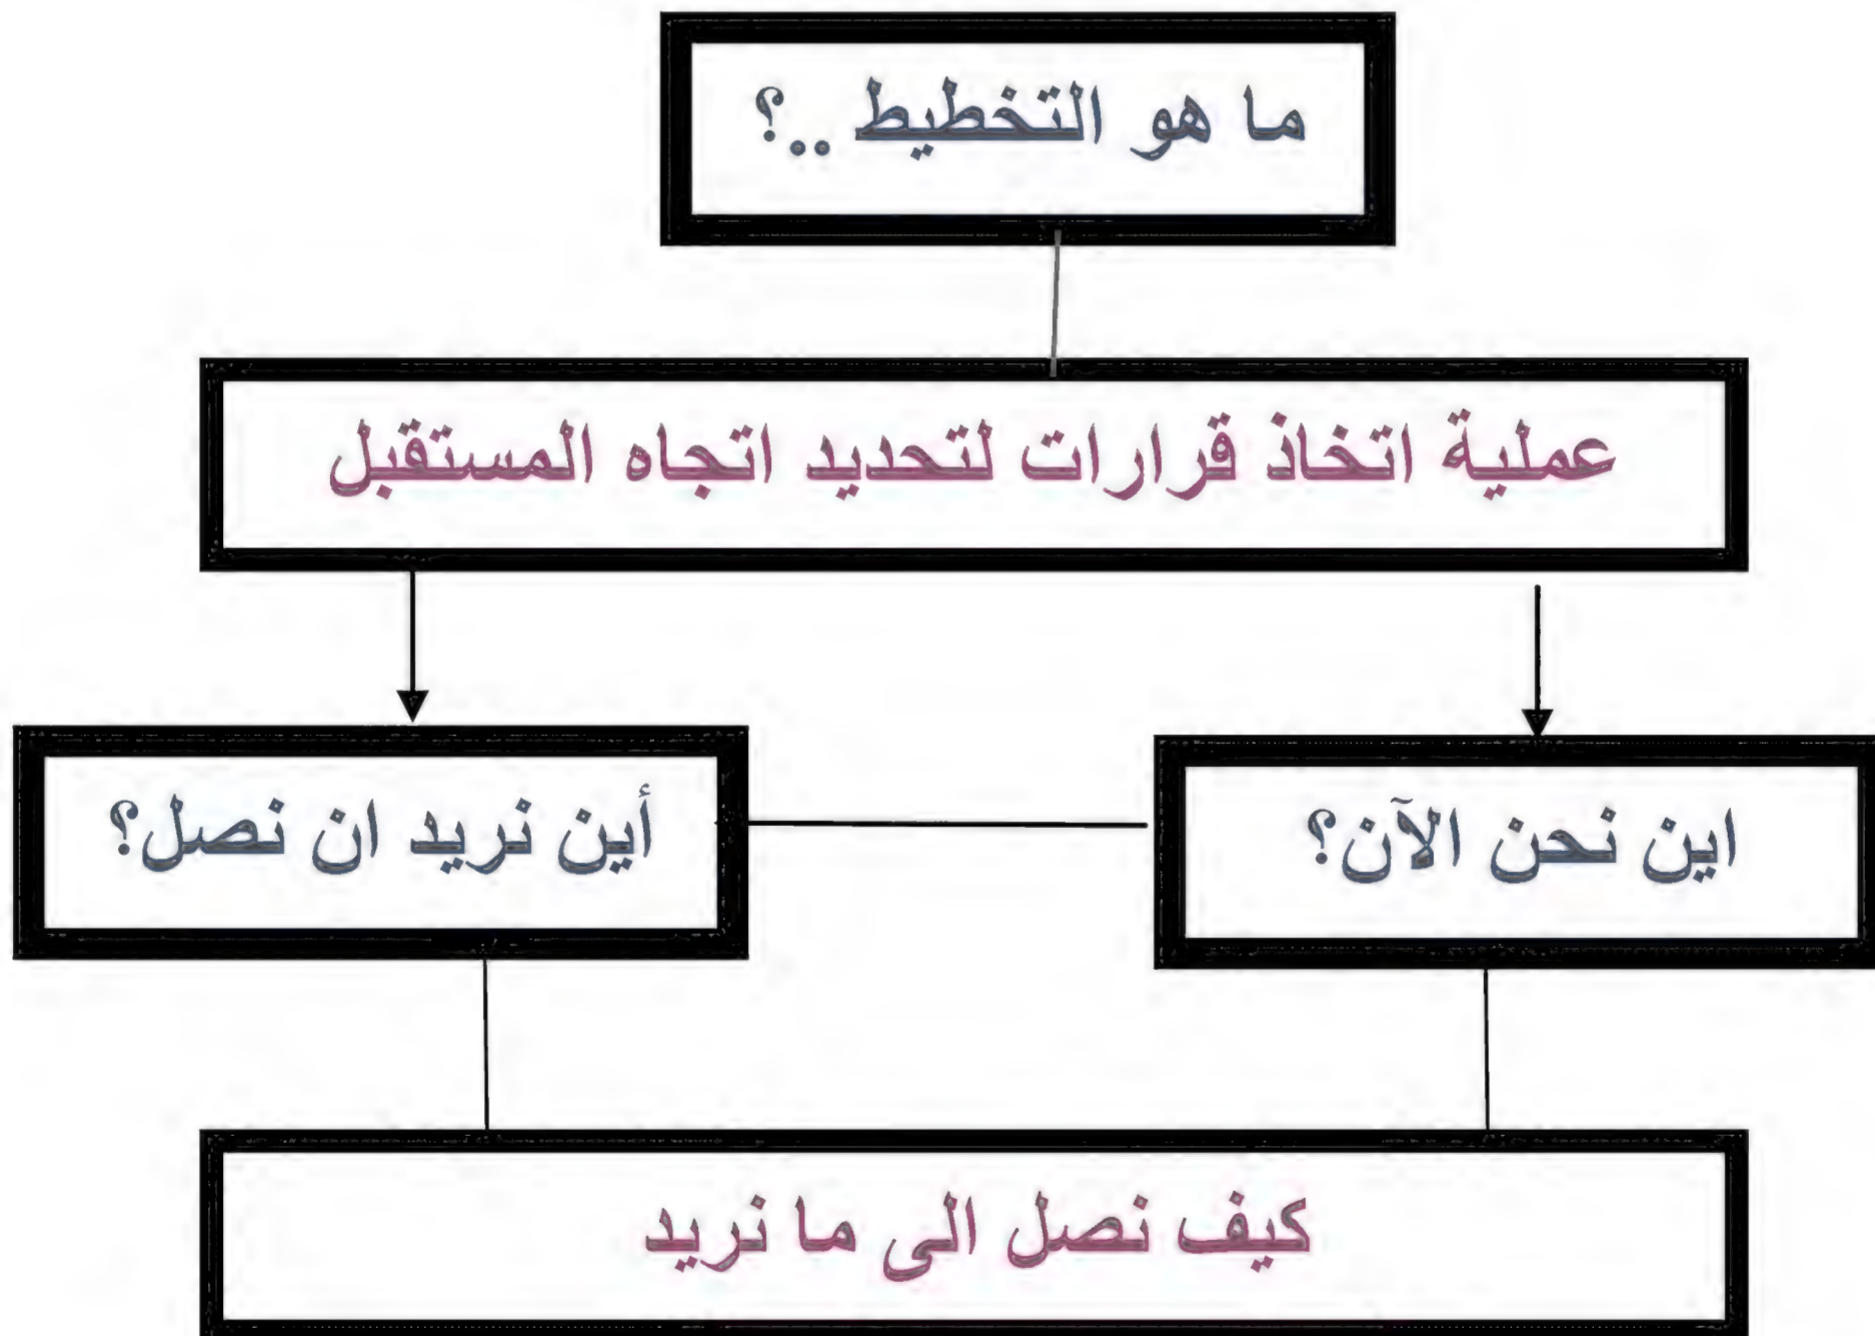 ما هو التخطيط ..؟
عملية اتخاذ قرارات لتحديد اتجاه المستقبل
اين نحن الآن؟
أين نريد ان نصل؟
كيف نصل الى ما نريد